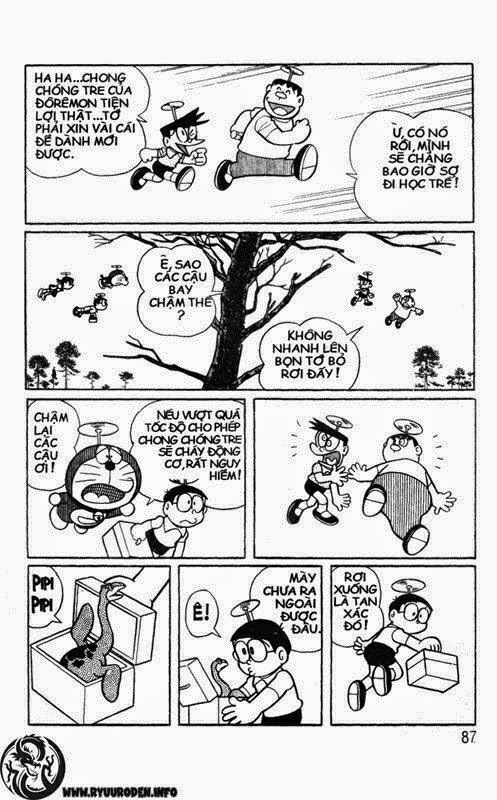 HA HA...CHONG
CHÓNG TRE CỦA
ĐÔRÊMON TIỆN
LỢI THẬT...TỚ
PHẢI XIN VÀI CÁI
ĐỂ DÀNH MỚI
ĐƯỢC.
Ừ, CÓ NÓ
RỒI, MÌNH
SẼ CHẲNG
BAO GIỜ SỢ
ĐI HỌC TRỄ!
Ê, SAO
CÁC CẬU
BAY
CHẬM THẾ
?
KHÔNG
NHANH LÊN
BỌN TỚ BỎ
RƠI ĐẤY!
CHẬM
LẠI
CÁC
CẬU
ƠI!
NẾU VƯỢT QUÁ
TỐC ĐỘ CHO PHÉP
CHONG CHÓNG TRE
SẼ CHÁY ĐỘNG
CƠ, RẤT NGUY
HIỂM!
PIPI
PIPI
Ê!
MÀY
CHƯA RA
NGOÀI
ĐƯỢC
ĐÂU.
RƠI
XUỐNG
LÀ TAN
XÁC
ĐÓ!
87
WWW.RYUURODEN.INFO